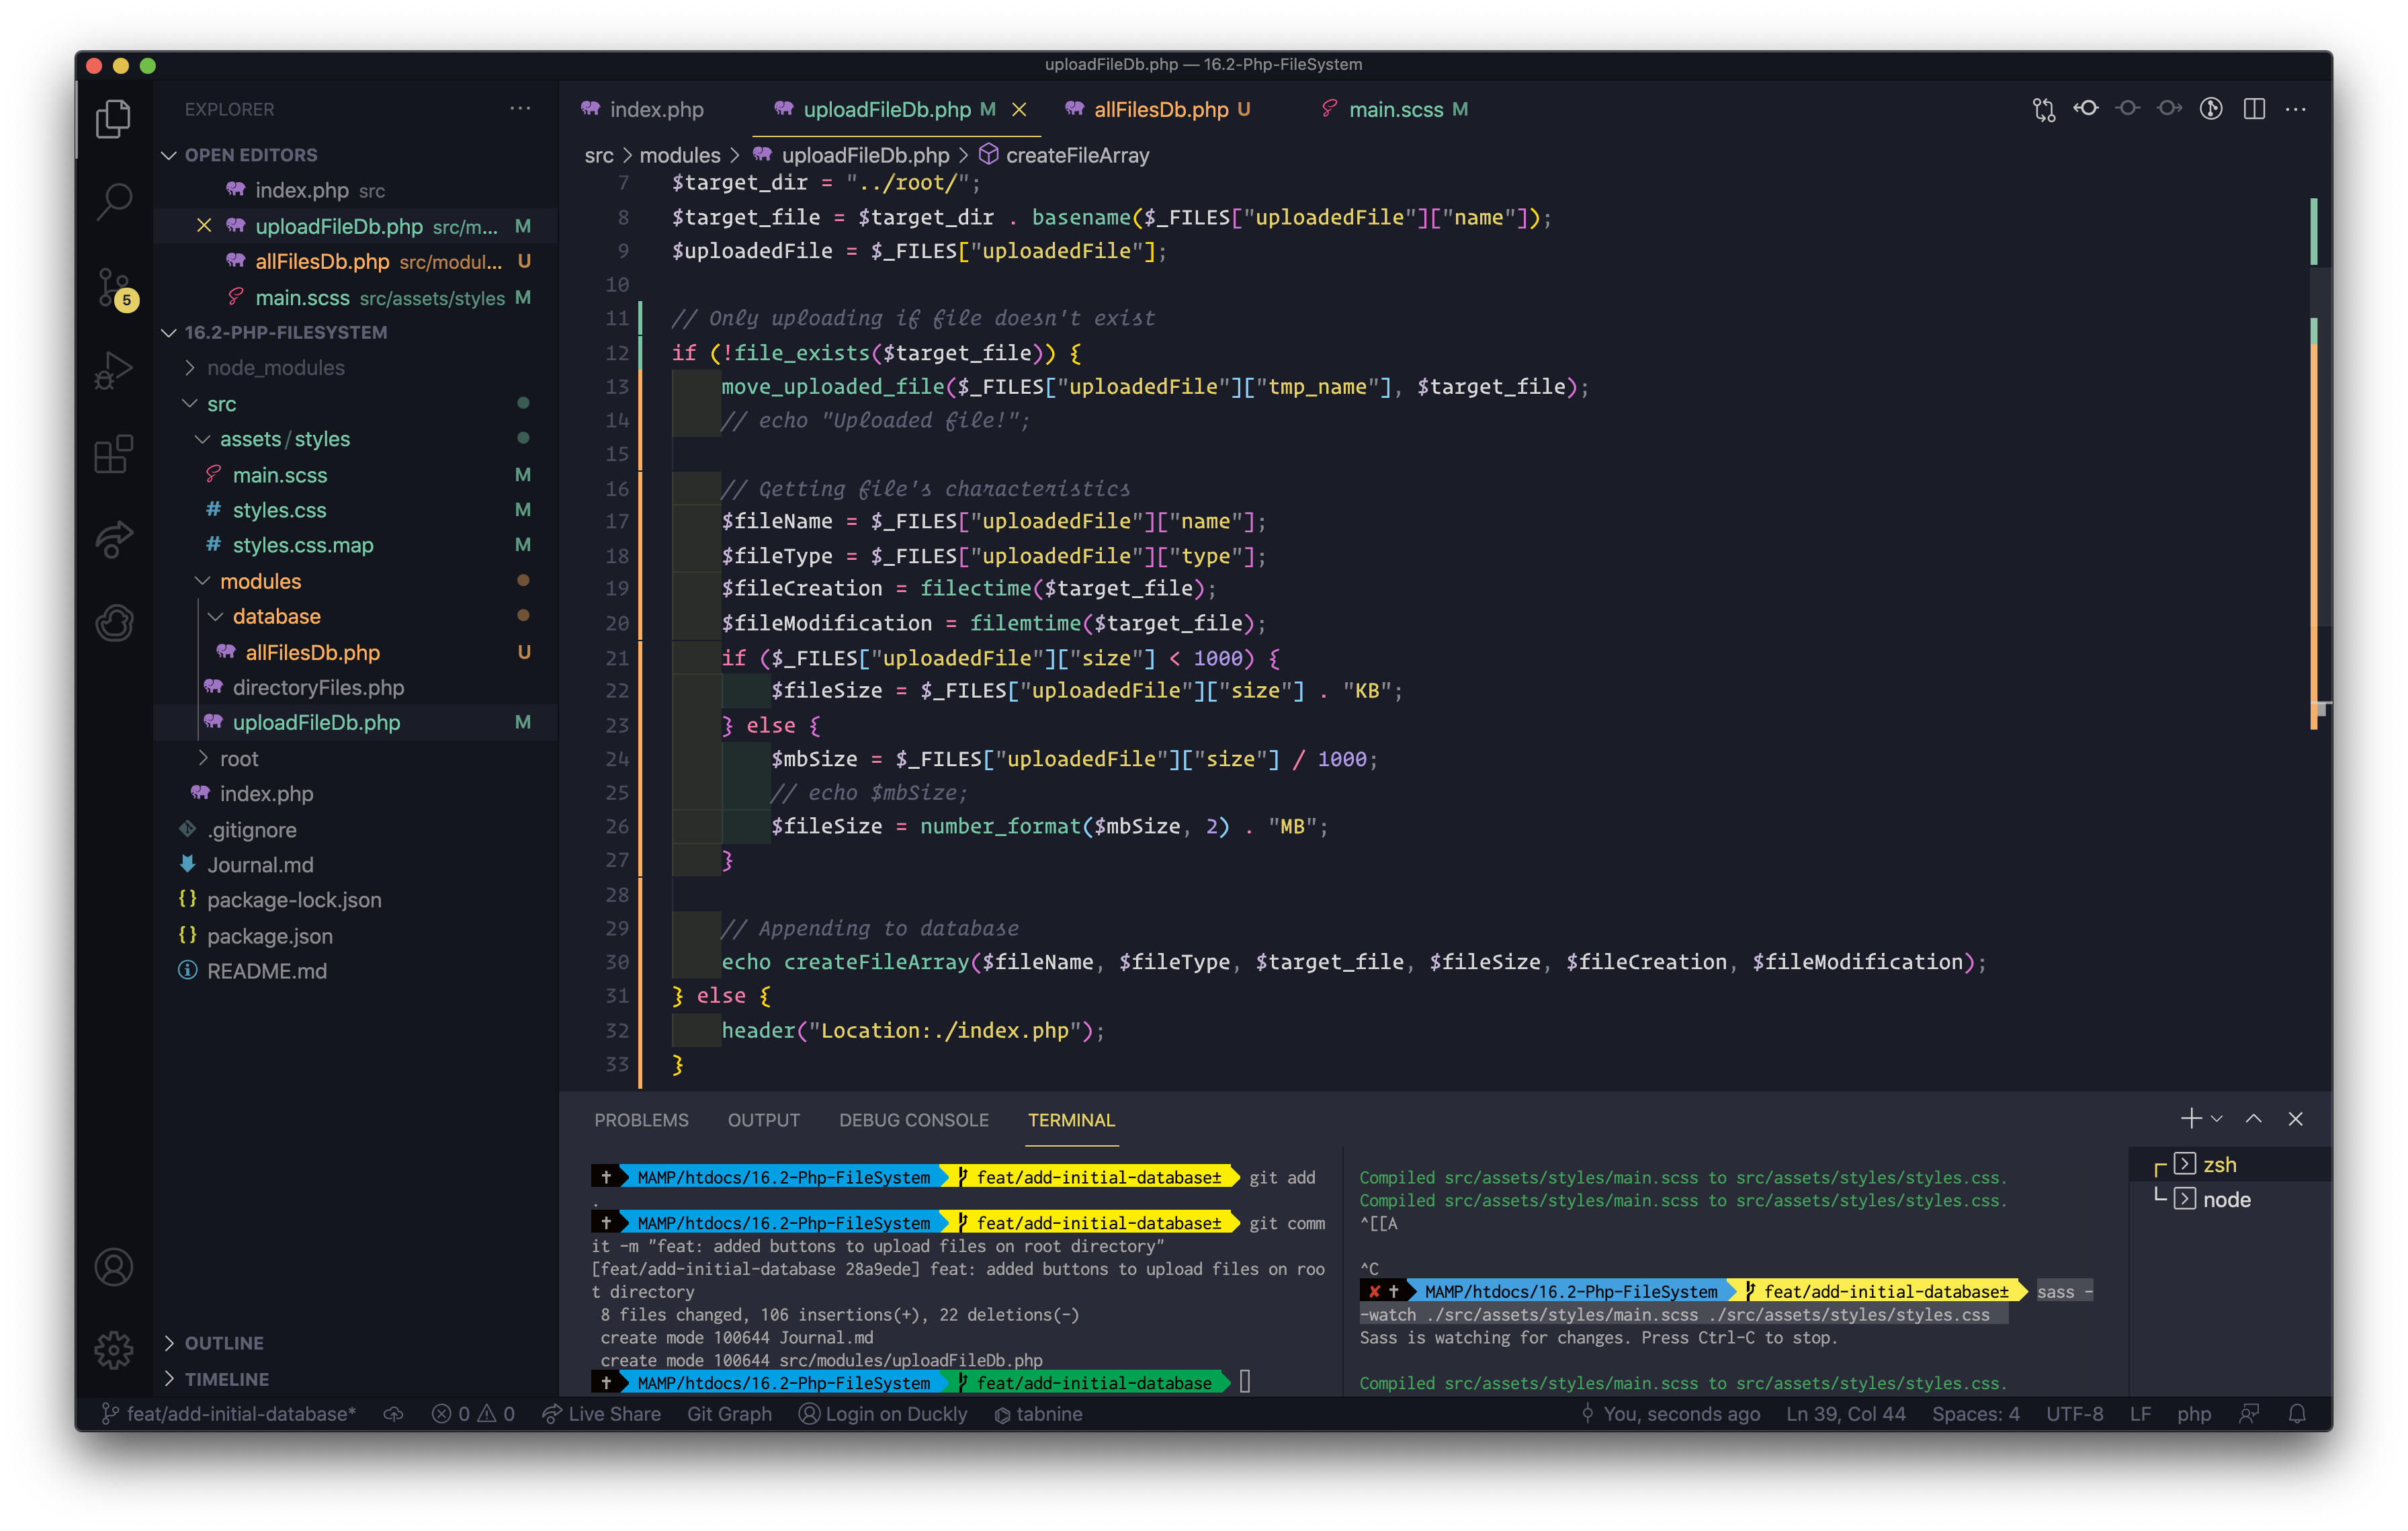 uploadFileDb.php — 16.2-Php-FileSystem
EXPLORER
OPEN EDITORS
index.php src
uploadFileDb.php src/m... M
allFilesDb.php src/modul... U
main.scss src/assets/styles M
16.2-PHP-FILESYSTEM
node_modules
src
assets/styles
main.scss M
styles.css M
styles.css.map M
modules
database
allFilesDb.php U
directoryFiles.php
uploadFileDb.php M
root
index.php
.gitignore
Journal.md
package-lock.json
package.json
README.md
OUTLINE
TIMELINE
5
index.php uploadFileDb.php M allFilesDb.php U main.scss M
src > modules > uploadFileDb.php > createFileArray
7 $target_dir = "../root/";
8 $target_file = $target_dir . basename($_FILES["uploadedFile"]["name"]);
9 $uploadedFile = $_FILES["uploadedFile"];
10
11 // Only uploading if file doesn't exist
12 if (!file_exists($target_file)) {
13 move_uploaded_file($_FILES["uploadedFile"]["tmp_name"], $target_file);
14 // echo "Uploaded file!";
15
16 // Getting file's characteristics
17 $fileName = $_FILES["uploadedFile"]["name"];
18 $fileType = $_FILES["uploadedFile"]["type"];
19 $fileCreation = filectime($target_file);
20 $fileModification = filemtime($target_file);
21 if ($_FILES["uploadedFile"]["size"] < 1000) {
22 $fileSize = $_FILES["uploadedFile"]["size"] . "KB";
23 } else {
24 $mbSize = $_FILES["uploadedFile"]["size"] / 1000;
25 // echo $mbSize;
26 $fileSize = number_format($mbSize, 2) . "MB";
27 }
28
29 // Appending to database
30 echo createFileArray($fileName, $fileType, $target_file, $fileSize, $fileCreation, $fileModification);
31 } else {
32 header("Location:./index.php");
33 }
PROBLEMS OUTPUT DEBUG CONSOLE TERMINAL
MAMP/htdocs/16.2-Php-FileSystem feat/add-initial-database± git add
.
MAMP/htdocs/16.2-Php-FileSystem feat/add-initial-database± git comm
it -m "feat: added buttons to upload files on root directory"
[feat/add-initial-database 28a9ede] feat: added buttons to upload files on roo
t directory
8 files changed, 106 insertions(+), 22 deletions(-)
create mode 100644 Journal.md
create mode 100644 src/modules/uploadFileDb.php
MAMP/htdocs/16.2-Php-FileSystem feat/add-initial-database
Compiled src/assets/styles/main.scss to src/assets/styles/styles.css.
Compiled src/assets/styles/main.scss to src/assets/styles/styles.css.
^[[A
^C
MAMP/htdocs/16.2-Php-FileSystem feat/add-initial-database± sass -
-watch ./src/assets/styles/main.scss ./src/assets/styles/styles.css
Sass is watching for changes. Press Ctrl-C to stop.
Compiled src/assets/styles/main.scss to src/assets/styles/styles.css.
zsh
node
feat/add-initial-database* 0 0 Live Share Git Graph Login on Duckly tabnine You, seconds ago Ln 39, Col 44 Spaces: 4 UTF-8 LF php